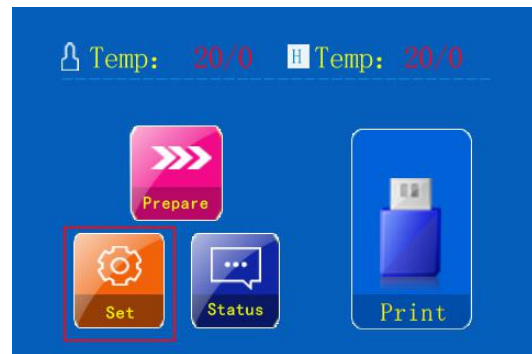 Temp: 20/0 H Temp: 20/0
Prepare
Set
Status
Print